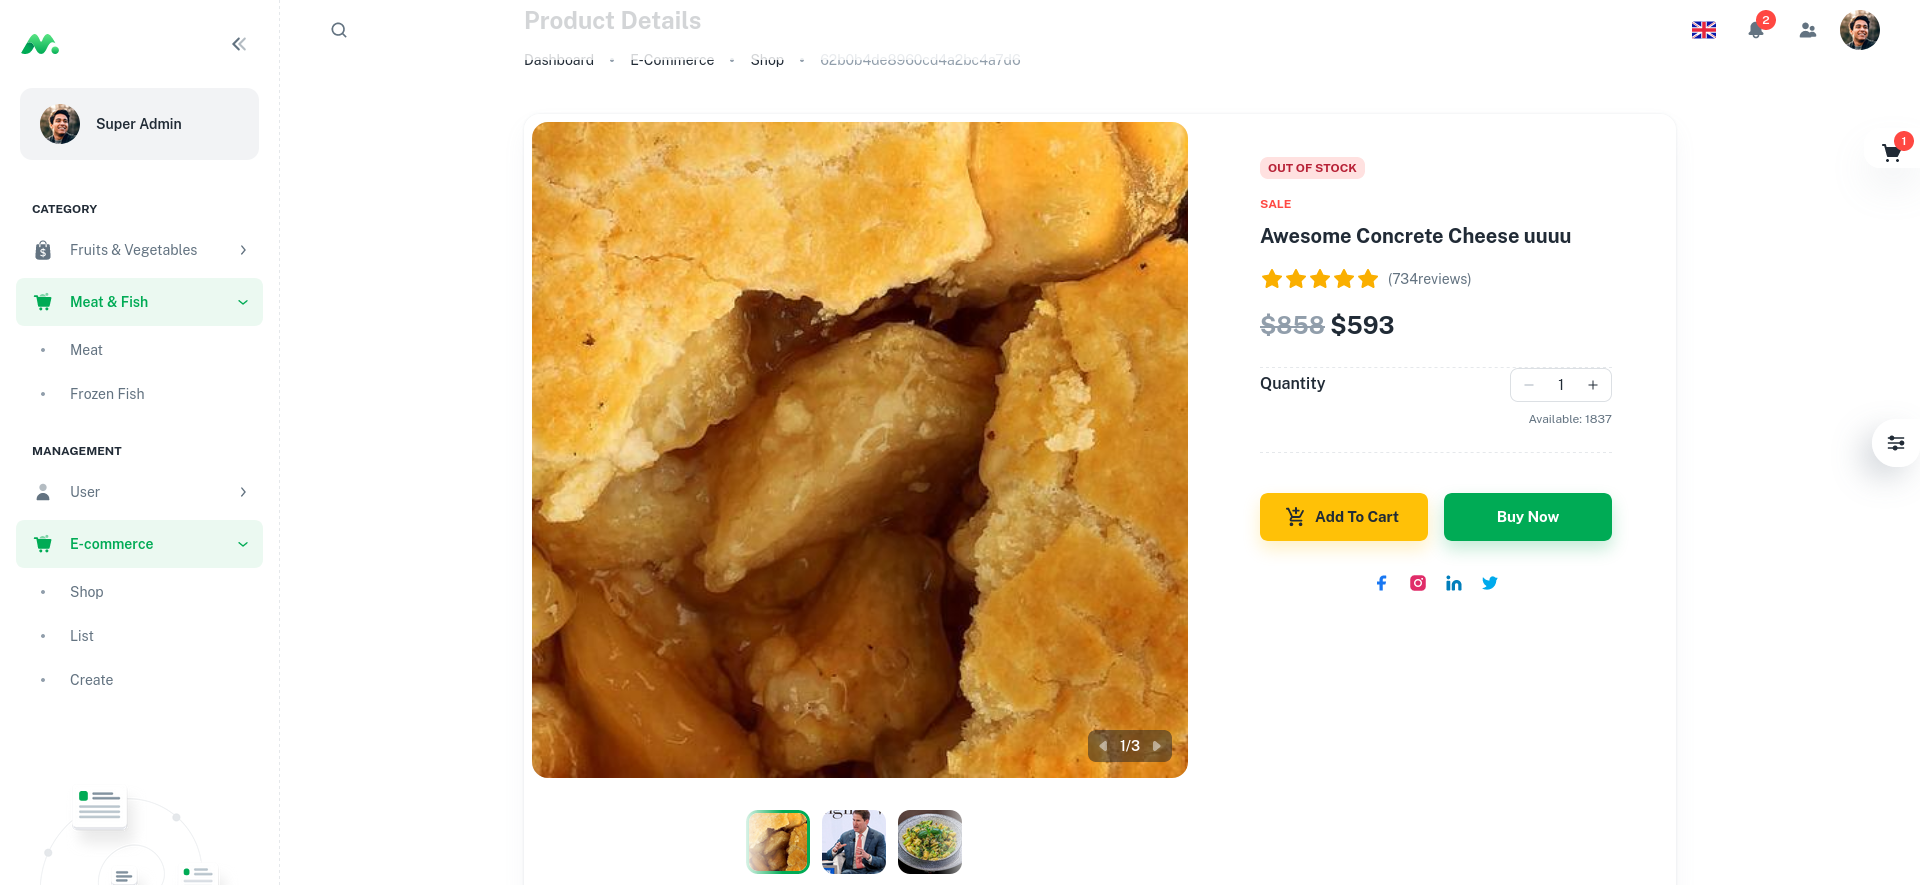 Product Details
2
Dashboard
E-Commerce
Shop
62b0b4de8960cd4a2bc4a7d6
Super Admin
1
OUT OF STOCK
SALE
CATEGORY
Awesome Concrete Cheese uuuu
Fruits & Vegetables
(734reviews)
Meat & Fish
$858 $593
Meat
Quantity
1
Frozen Fish
Available: 1837
MANAGEMENT
User
Add To Cart
Buy Now
E-commerce
Shop
List
Create
1/3